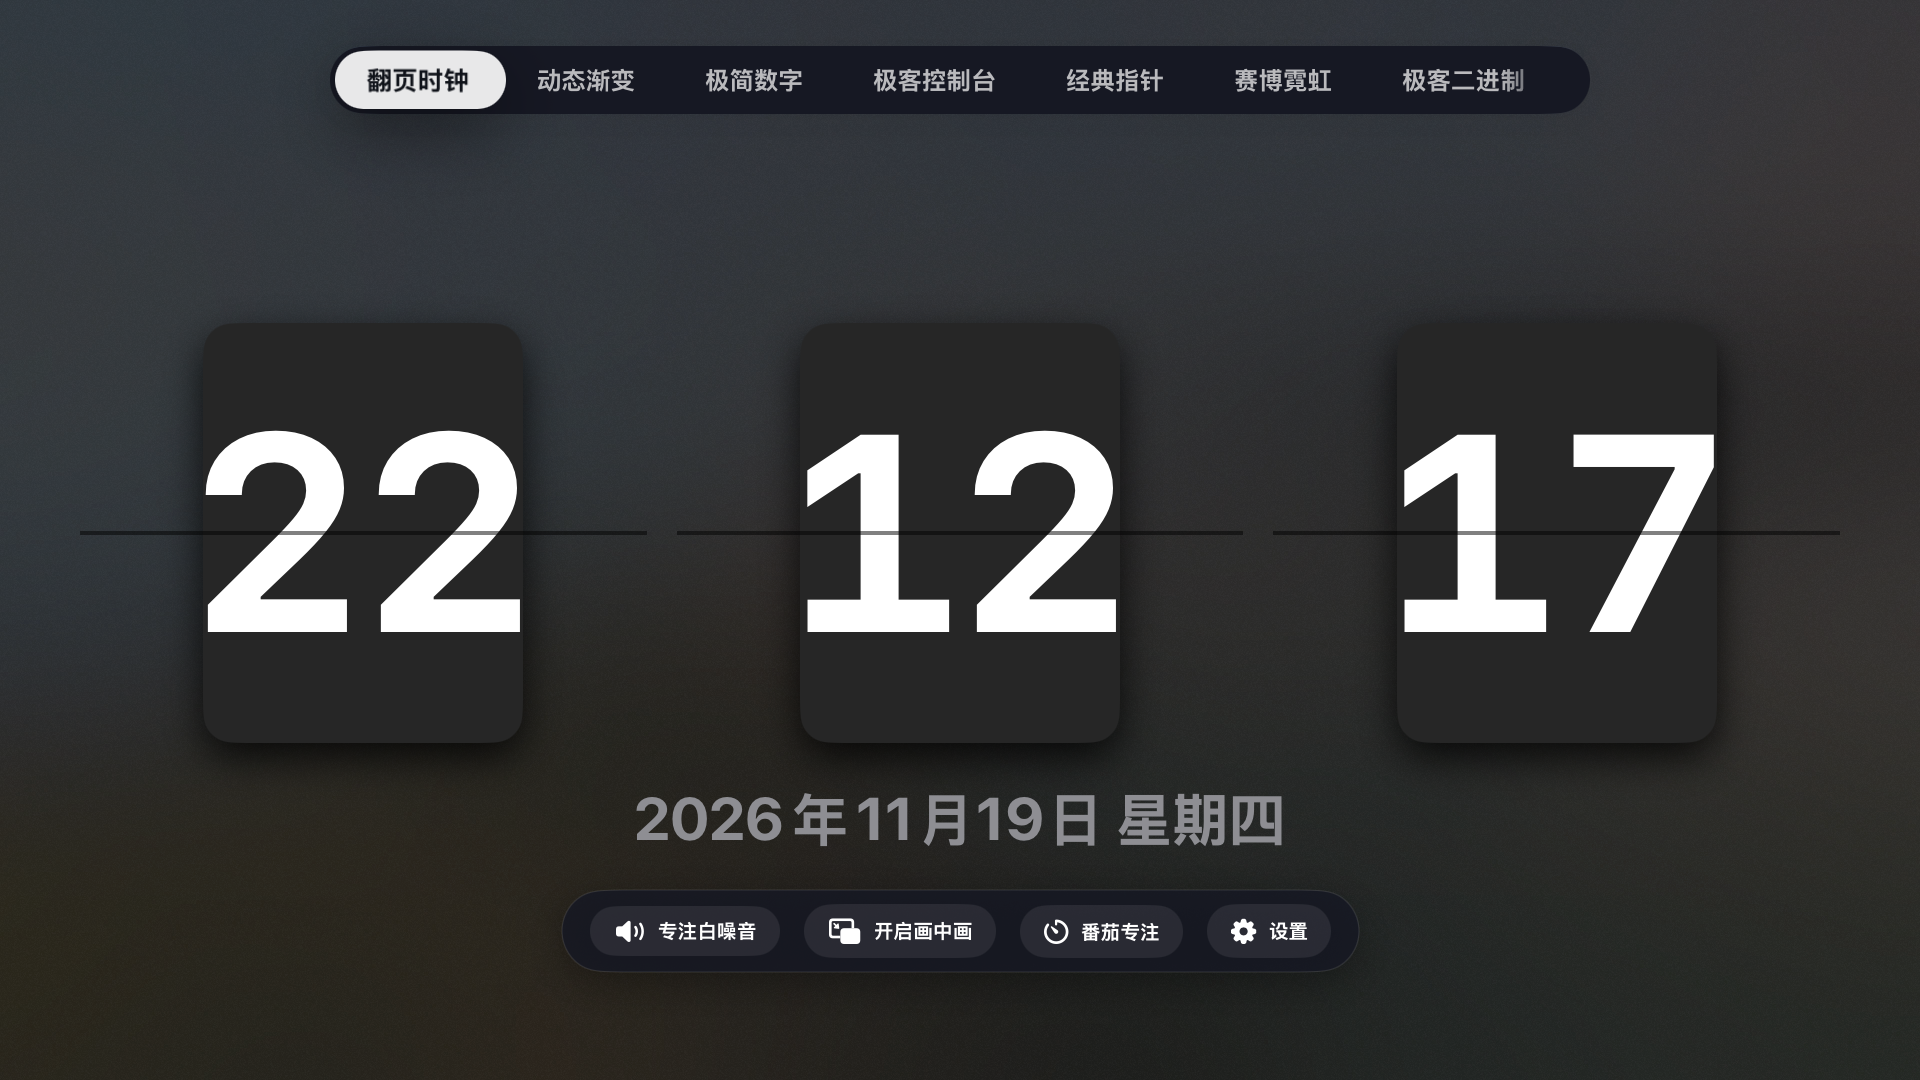 翻页时钟 动态渐变 极简数字 极客控制台 经典指针 赛博霓虹 极客二进制
22 12 17
2026年11月19日 星期四
专注白噪音 开启画中画 番茄专注 设置